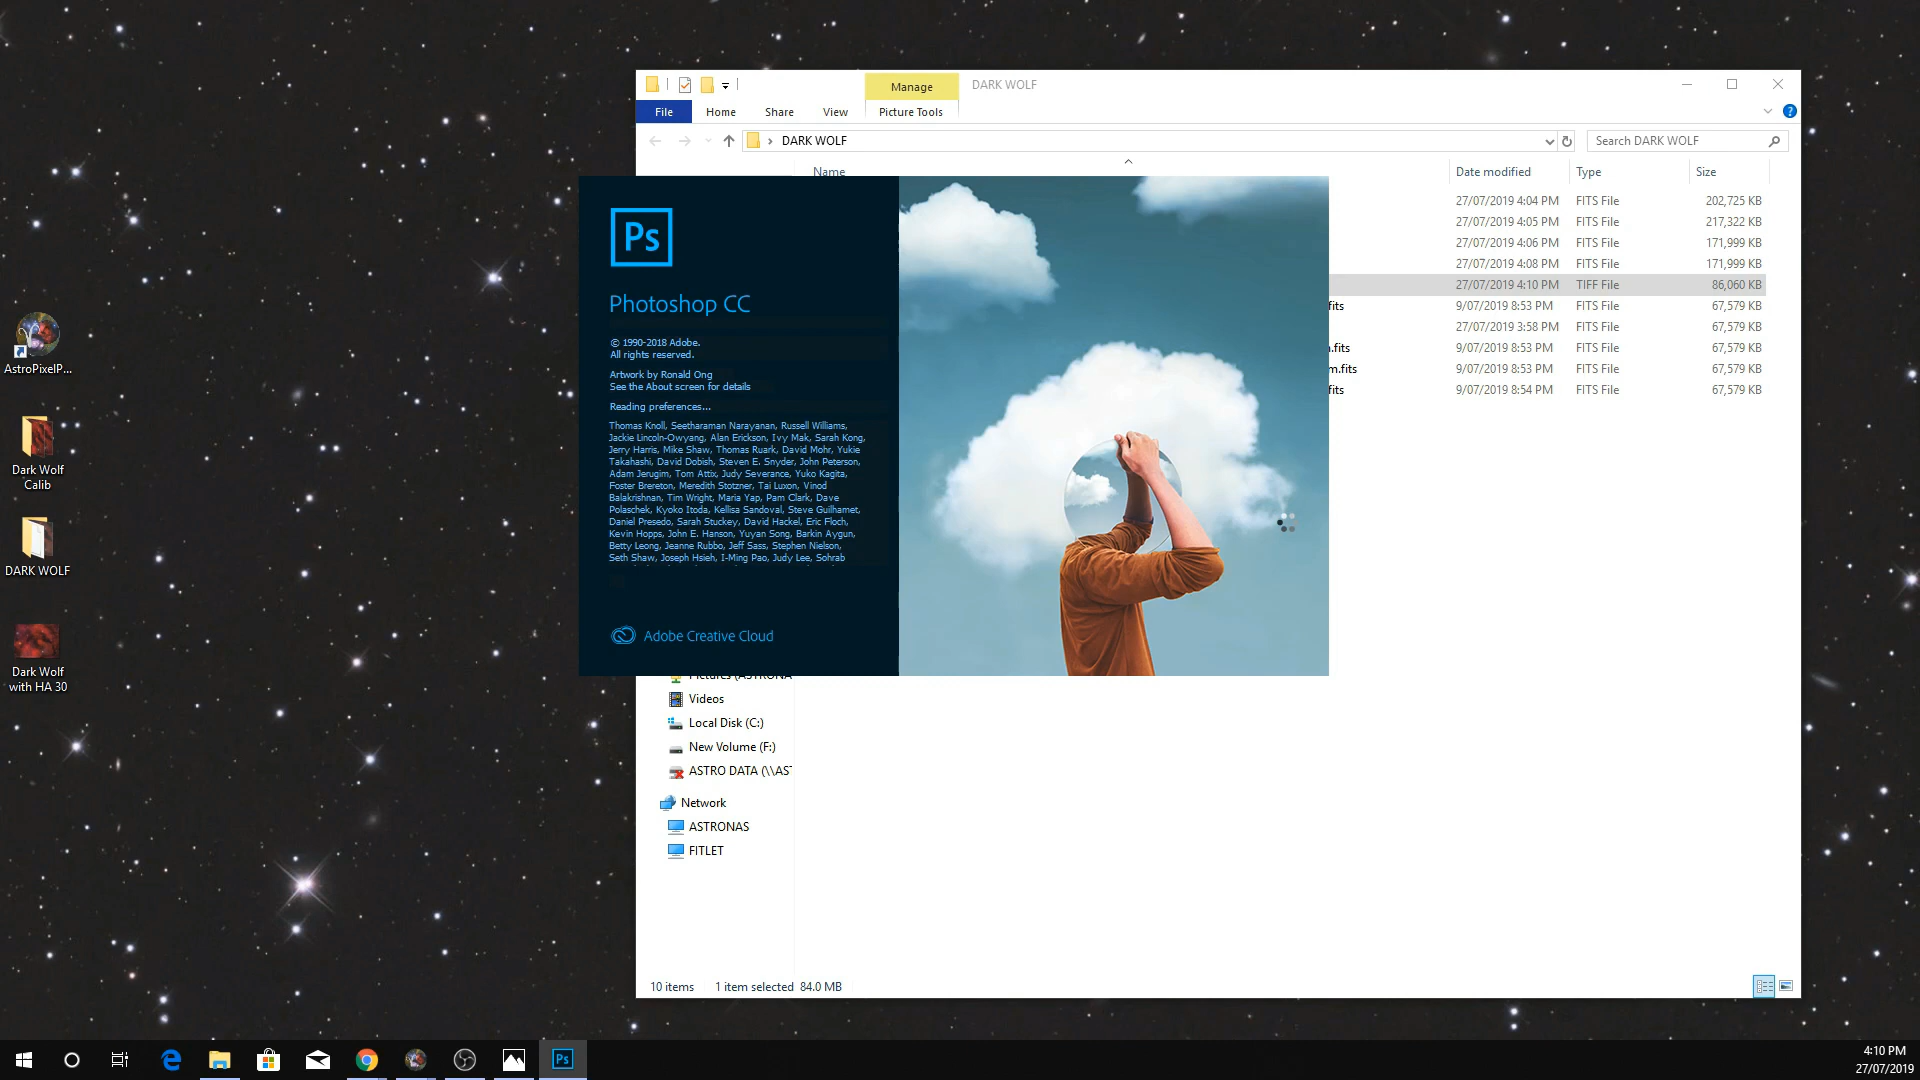 Manage
DARK WOLF
File
Home
Share
View
Picture Tools
DARK WOLF
Search DARK WOLF
Name
Date modified
Type
Size
27/07/2019 4:04 PM FITS File 202,725 KB
27/07/2019 4:05 PM FITS File 217,322 KB
27/07/2019 4:06 PM FITS File 171,999 KB
27/07/2019 4:08 PM FITS File 171,999 KB
27/07/2019 4:10 PM TIFF File 86,060 KB
fits 9/07/2019 8:53 PM FITS File 67,579 KB
27/07/2019 3:58 PM FITS File 67,579 KB
.fits 9/07/2019 8:53 PM FITS File 67,579 KB
m.fits 9/07/2019 8:53 PM FITS File 67,579 KB
fits 9/07/2019 8:54 PM FITS File 67,579 KB
Ps
Photoshop CC
© 1990-2018 Adobe.
All rights reserved.
Artwork by Ronald Ong
See the About screen for details
Reading preferences...
Thomas Knoll, Seetharaman Narayanan, Russell Williams,
Jackie Lincoln-Owyang, Alan Erickson, Ivy Mak, Sarah Kong,
Jerry Harris, Mike Shaw, Thomas Ruark, David Mohr, Yukie
Takahashi, David Dobish, Steven E. Snyder, John Peterson,
Adam Jerugim, Tom Attix, Judy Severance, Yuko Kagita,
Foster Brereton, Meredith Stotzner, Tai Luxon, Vinod
Balakrishnan, Tim Wright, Maria Yap, Pam Clark, Dave
Polaschek, Kyoko Itoda, Kellisa Sandoval, Steve Guilhamet,
Daniel Presedo, Sarah Stuckey, David Hackel, Eric Floch,
Kevin Hopps, John E. Hanson, Yuyan Song, Barkin Aygun,
Betty Leong, Jeanne Rubbo, Jeff Sass, Stephen Nielson,
Seth Shaw, Joseph Hsieh, I-Ming Pao, Judy Lee, Sohrab
Adobe Creative Cloud
AstroPixelP...
Dark Wolf
Calib
DARK WOLF
Dark Wolf
with HA 30
Pictures (ASTRONA
Videos
Local Disk (C:)
New Volume (F:)
ASTRO DATA (\\AST
Network
ASTRONAS
FITLET
10 items
1 item selected 84.0 MB
Ps
4:10 PM
27/07/2019